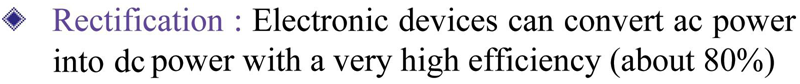 Rectification : Electronic devices can convert ac power
into dc power with a very high efficiency (about 80%)